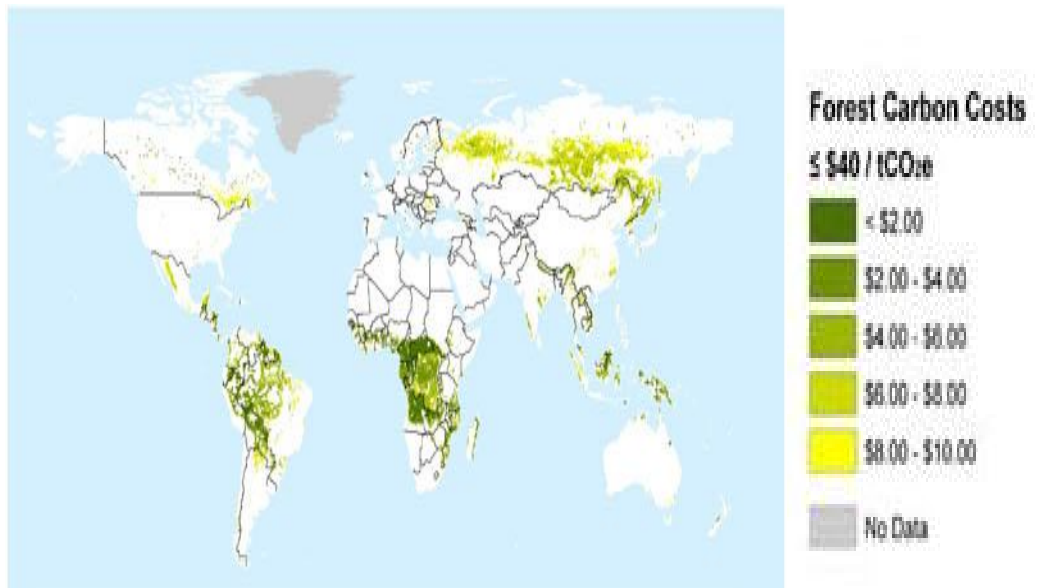 Forest Carbon Costs
≤ $40 / tCO₂e
< $2.00
$2.00 - $4.00
$4.00 - $6.00
$6.00 - $8.00
$8.00 - $10.00
No Data